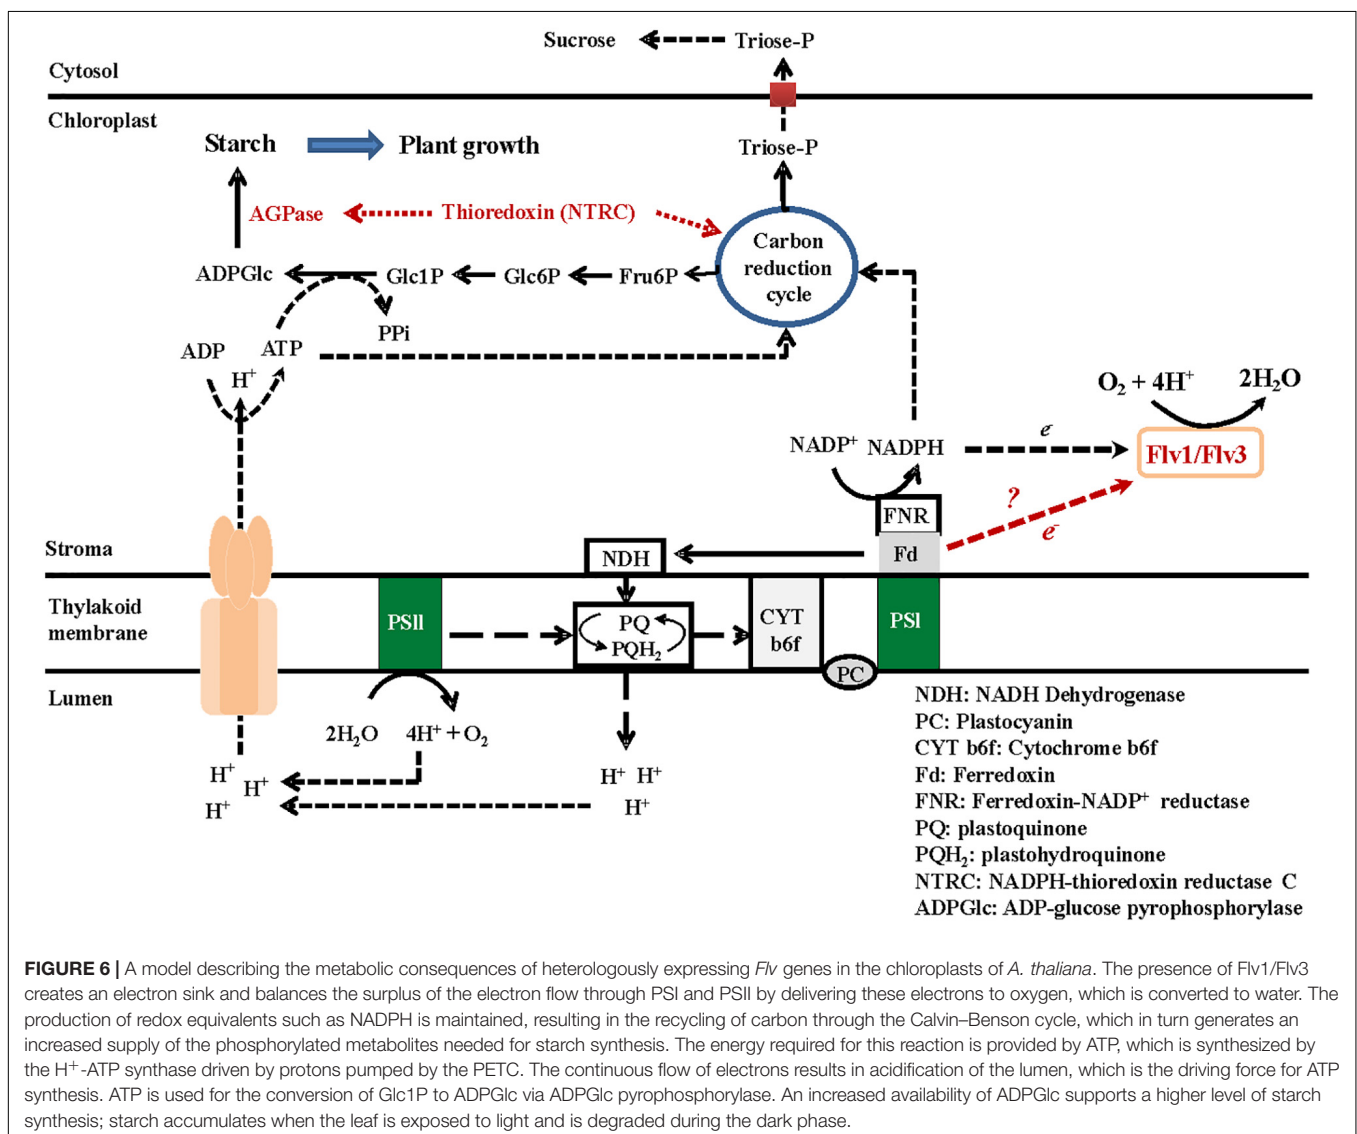 Sucrose
Triose-P
Cytosol
Chloroplast
Starch
Plant growth
Triose-P
AGPase
Thioredoxin (NTRC)
Carbon
reduction
cycle
ADPGlc
Glc1P
Glc6P
Fru6P
PPi
ADP
ATP
H⁺
O₂ + 4H⁺
2H₂O
NADP⁺
NADPH
e⁻
Flv1/Flv3
?
e⁻
FNR
Fd
Stroma
NDH
Thylakoid
membrane
PSII
PQ
PQH₂
CYT
b6f
PSI
PC
Lumen
2H₂O
4H⁺ + O₂
H⁺
H⁺
H⁺
H⁺ H⁺
H⁺
NDH: NADH Dehydrogenase
PC: Plastocyanin
CYT b6f: Cytochrome b6f
Fd: Ferredoxin
FNR: Ferredoxin-NADP⁺ reductase
PQ: plastoquinone
PQH₂: plastohydroquinone
NTRC: NADPH-thioredoxin reductase C
ADPGlc: ADP-glucose pyrophosphorylase
FIGURE 6 | A model describing the metabolic consequences of heterologously expressing Flv genes in the chloroplasts of A. thaliana. The presence of Flv1/Flv3
creates an electron sink and balances the surplus of the electron flow through PSI and PSII by delivering these electrons to oxygen, which is converted to water. The
production of redox equivalents such as NADPH is maintained, resulting in the recycling of carbon through the Calvin–Benson cycle, which in turn generates an
increased supply of the phosphorylated metabolites needed for starch synthesis. The energy required for this reaction is provided by ATP, which is synthesized by
the H⁺-ATP synthase driven by protons pumped by the PETC. The continuous flow of electrons results in acidification of the lumen, which is the driving force for ATP
synthesis. ATP is used for the conversion of Glc1P to ADPGlc via ADPGlc pyrophosphorylase. An increased availability of ADPGlc supports a higher level of starch
synthesis; starch accumulates when the leaf is exposed to light and is degraded during the dark phase.